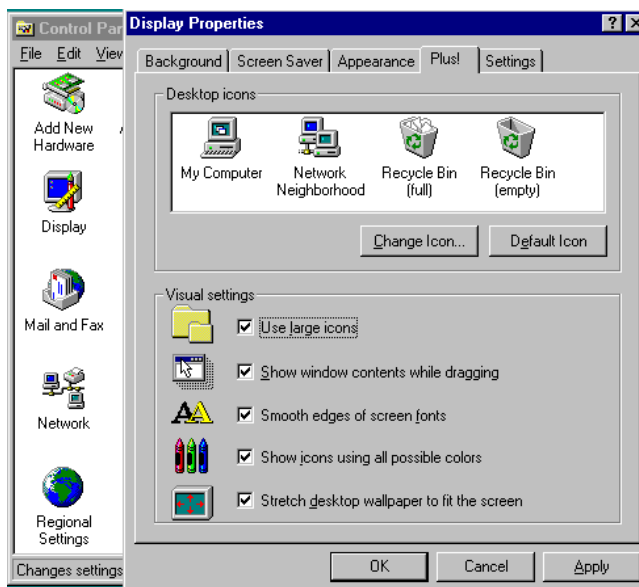 Control Par
File Edit View
Add New
Hardware
Display
Mail and Fax
Network
Regional
Settings
Changes settings
Display Properties
Background Screen Saver Appearance Plus! Settings
Desktop icons
My Computer
Network
Neighborhood
Recycle Bin
(full)
Recycle Bin
(empty)
Change Icon... Default Icon
Visual settings
Use large icons
Show window contents while dragging
Smooth edges of screen fonts
Show icons using all possible colors
Stretch desktop wallpaper to fit the screen
OK Cancel Apply